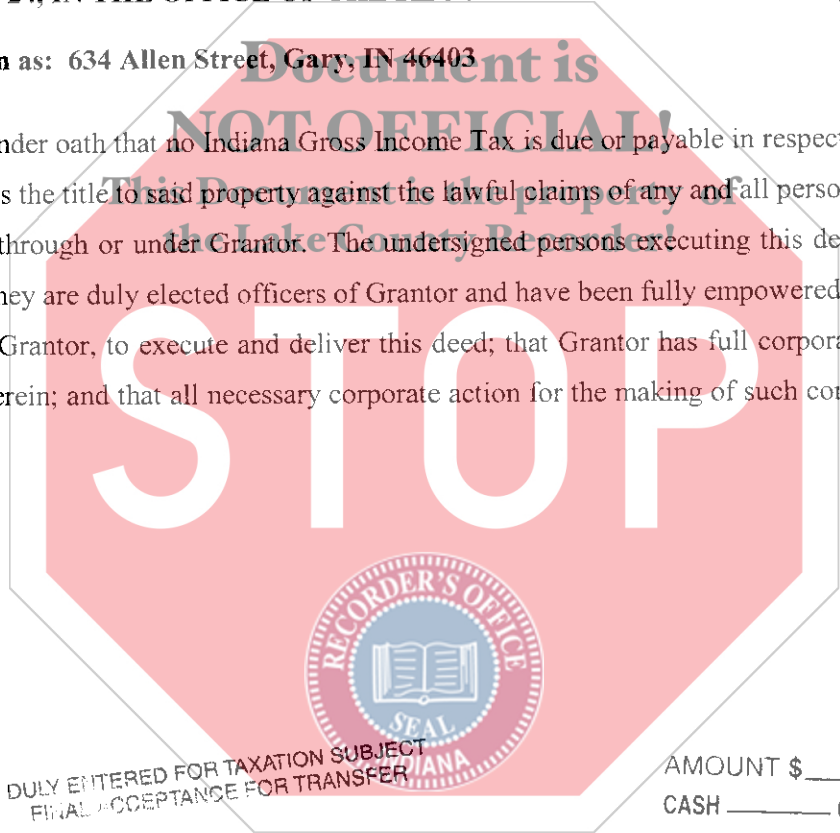 n as: 634 Allen Street, Gary, IN 46403
Document is
NOT OFFICIAL!
This Document is the property of
the Lake County Recorder!
nder oath that no Indiana Gross Income Tax is due or payable in respect
s the title to said property against the lawful claims of any and all perso
through or under Grantor. The undersigned persons executing this de
ney are duly elected officers of Grantor and have been fully empowered
Grantor, to execute and deliver this deed; that Grantor has full corpora
erein; and that all necessary corporate action for the making of such con
STOP
RECORDER'S OFFICE
SEAL
INDIANA
DULY ENTERED FOR TAXATION SUBJECT
FINAL ACCEPTANCE FOR TRANSFER
AMOUNT $
CASH